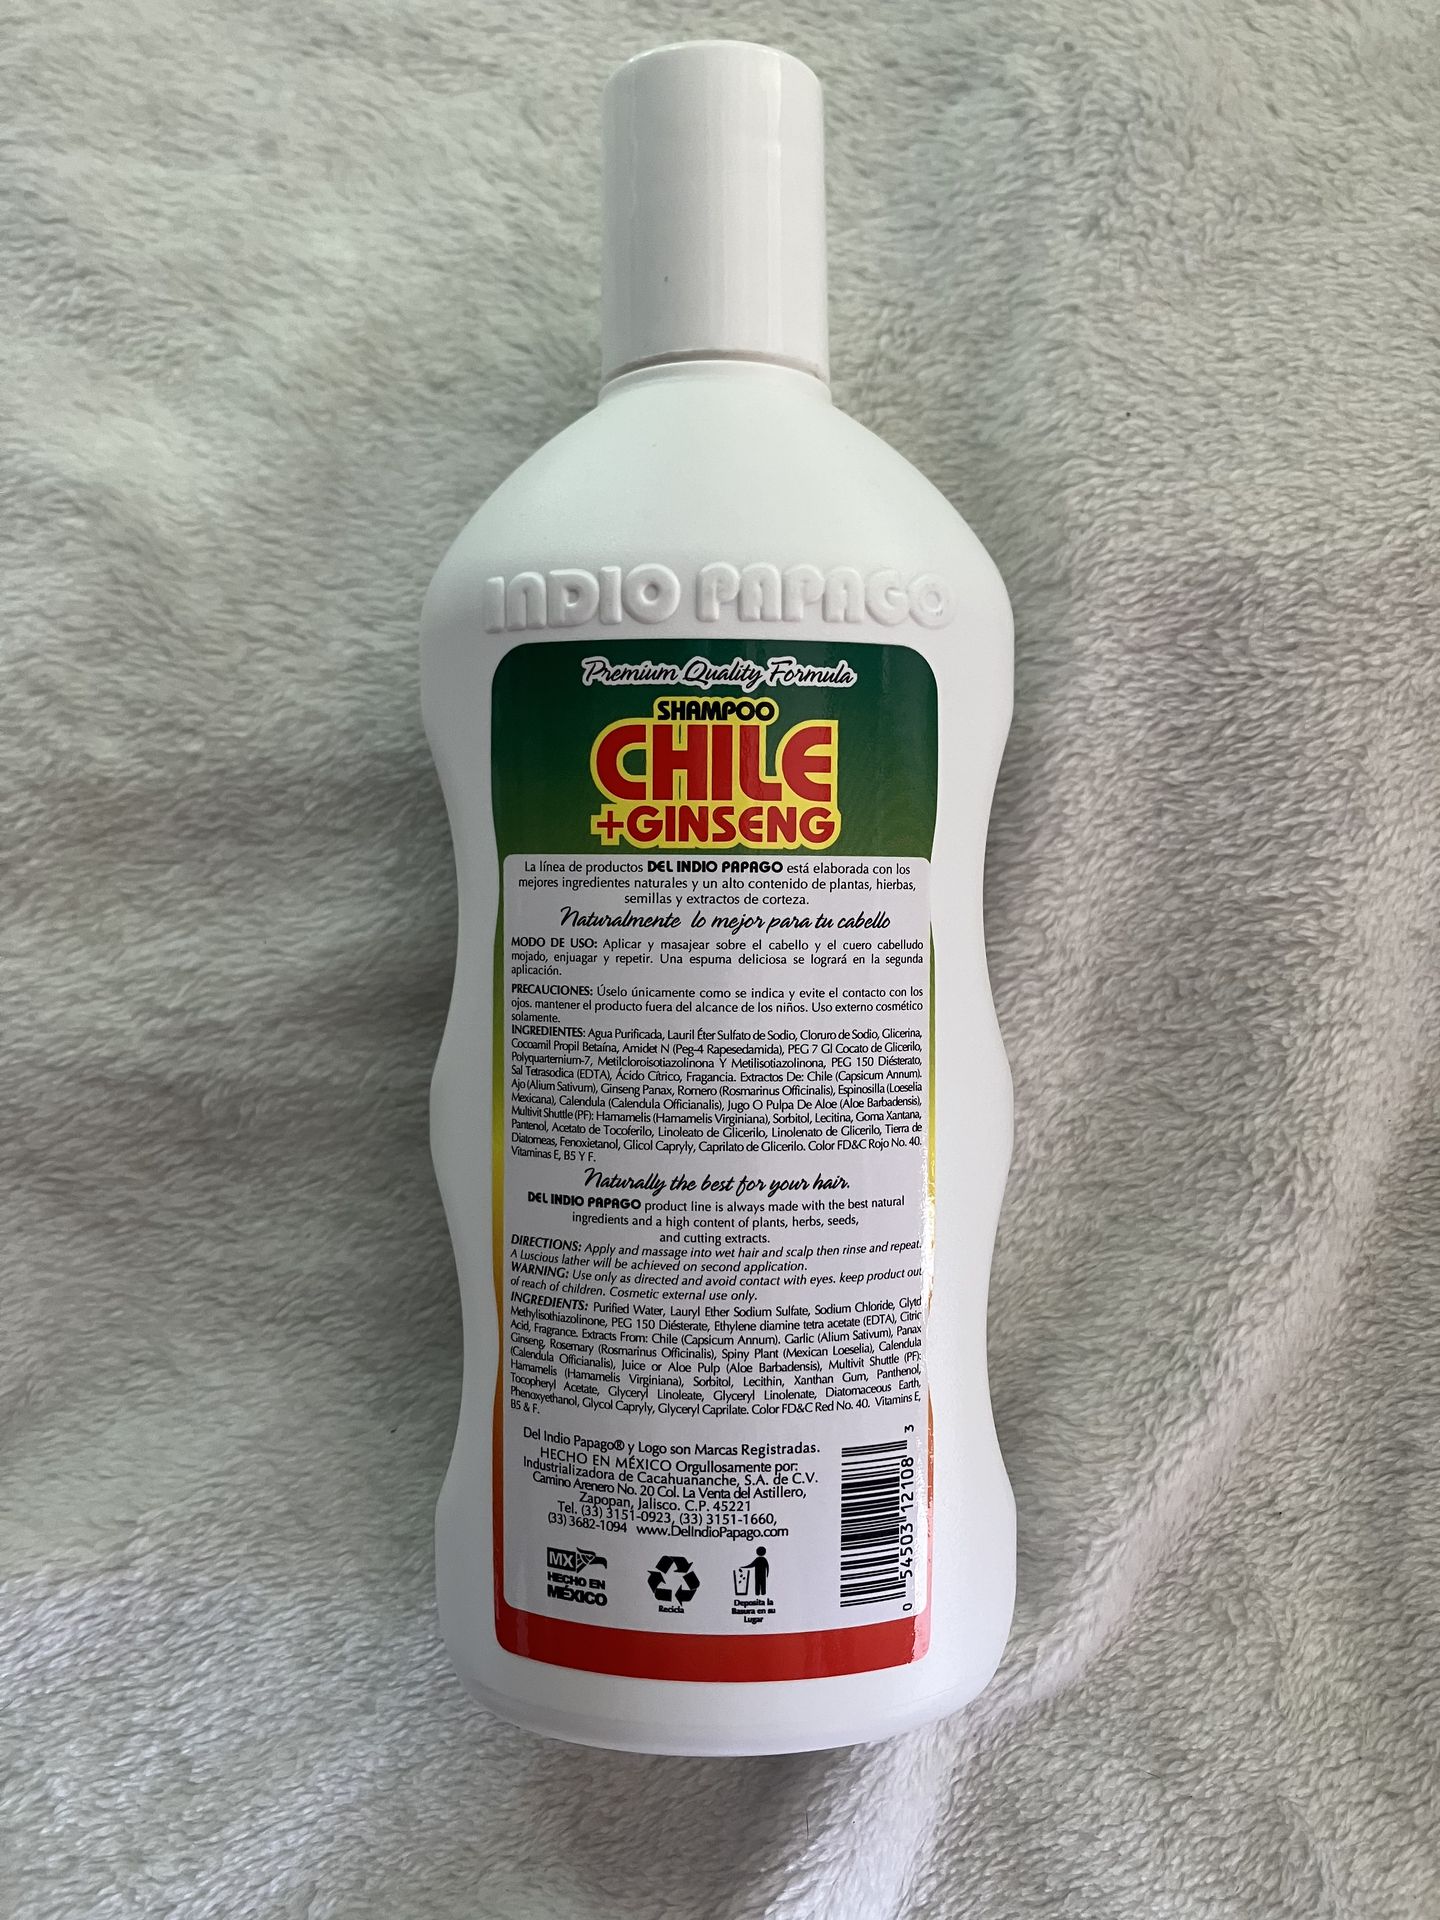 INDIO PAPAGO
Premium Quality Formula
SHAMPOO
CHILE
+GINSENG
La línea de productos DEL INDIO PAPAGO está elaborada con los
mejores ingredientes naturales y un alto contenido de plantas, hierbas,
semillas y extractos de corteza.
Naturalmente lo mejor para tu cabello
MODO DE USO: Aplicar y masajear sobre el cabello y el cuero cabelludo
mojado, enjuagar y repetir. Una espuma deliciosa se logrará en la segunda
aplicación.
PRECAUCIONES: Úselo únicamente como se indica y evite el contacto con los
ojos. mantener el producto fuera del alcance de los niños. Uso externo cosmético
solamente.
INGREDIENTES: Agua Purificada, Lauril Éter Sulfato de Sodio, Cloruro de Sodio, Glicerina,
Cocoamil Propil Betaína, Amidet N (Peg-4 Rapesedamida), PEG 7 Gl Cocato de Glicerilo,
Polyquarternium-7, Metilcloroisotiazolinona Y Metilisotiazolinona, PEG 150 Diésterato,
Sal Tetrasodica (EDTA), Ácido Cítrico, Fragancia. Extractos De: Chile (Capsicum Annum).
Ajo (Alium Sativum), Ginseng Panax, Romero (Rosmarinus Officinalis), Espinosilla (Loeselia
Mexicana), Calendula (Calendula Officianalis), Jugo O Pulpa De Aloe (Aloe Barbadensis),
Multivit Shuttle (PF): Hamamelis (Hamamelis Virginiana), Sorbitol, Lecitina, Goma Xantana,
Pantenol, Acetato de Tocoferilo, Linoleato de Glicerilo, Linolenato de Glicerilo, Tierra de
Diatomeas, Fenoxietanol, Glicol Capryly, Caprilato de Glicerilo. Color FD&C Rojo No. 40.
Vitaminas E, B5 Y F.
Naturally the best for your hair.
DEL INDIO PAPAGO product line is always made with the best natural
ingredients and a high content of plants, herbs, seeds,
and cutting extracts.
DIRECTIONS: Apply and massage into wet hair and scalp then rinse and repeat.
A Luscious lather will be achieved on second application.
WARNING: Use only as directed and avoid contact with eyes. keep product out
of reach of children. Cosmetic external use only.
INGREDIENTS: Purified Water, Lauryl Ether Sodium Sulfate, Sodium Chloride,
Methylisothiazolinone, PEG 150 Diésterate, Ethylene diamine tetra acetate (EDTA), Citric
Acid, Fragrance. Extracts From: Chile (Capsicum Annum). Garlic (Alium Sativum), Panax
Ginseng, Rosemary (Rosmarinus Officinalis), Spiny Plant (Mexican Loeselia), Calendula
(Calendula Officianalis), Juice or Aloe Pulp (Aloe Barbadensis), Multivit Shuttle (PF):
Hamamelis (Hamamelis Virginiana), Sorbitol, Lecithin, Xanthan Gum, Panthenol,
Tocopheryl Acetate, Glyceryl Linoleate, Glyceryl Linolenate, Diatomaceous Earth,
Phenoxyethanol, Glycol Capryly, Glyceryl Caprilate. Color FD&C Red No. 40. Vitamins E,
B5 & F.
Del Indio Papago® y Logo son Marcas Registradas.
HECHO EN MÉXICO Orgullosamente por:
Industrializadora de Cacahuananche, S.A. de C.V.
Camino Arenero No. 20 Col. La Venta del Astillero,
Zapopan, Jalisco. C.P. 45221
Tel. (33) 3151-0923, (33) 3151-1660,
(33) 3682-1094 www.DelIndioPapago.com
MX
HECHO EN
MÉXICO
Recicla
Deposita la
Basura en su
Lugar
0 54503 12108 3